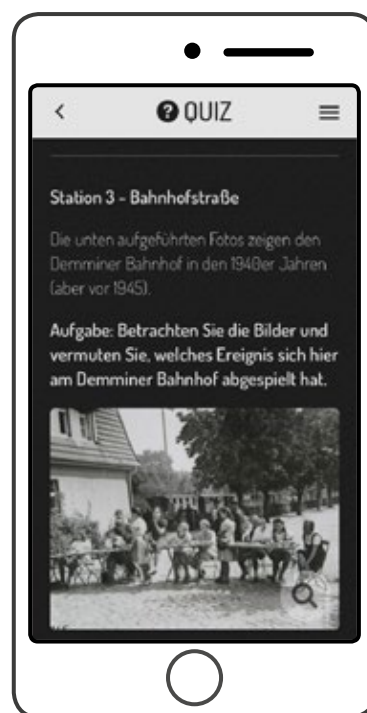 QUIZ
Station 3 - Bahnhofstraße
Die unten aufgeführten Fotos zeigen den
Demminer Bahnhof in den 1940er Jahren
(aber vor 1945).
Aufgabe: Betrachten Sie die Bilder und
vermuten Sie, welches Ereignis sich hier
am Demminer Bahnhof abgespielt hat.